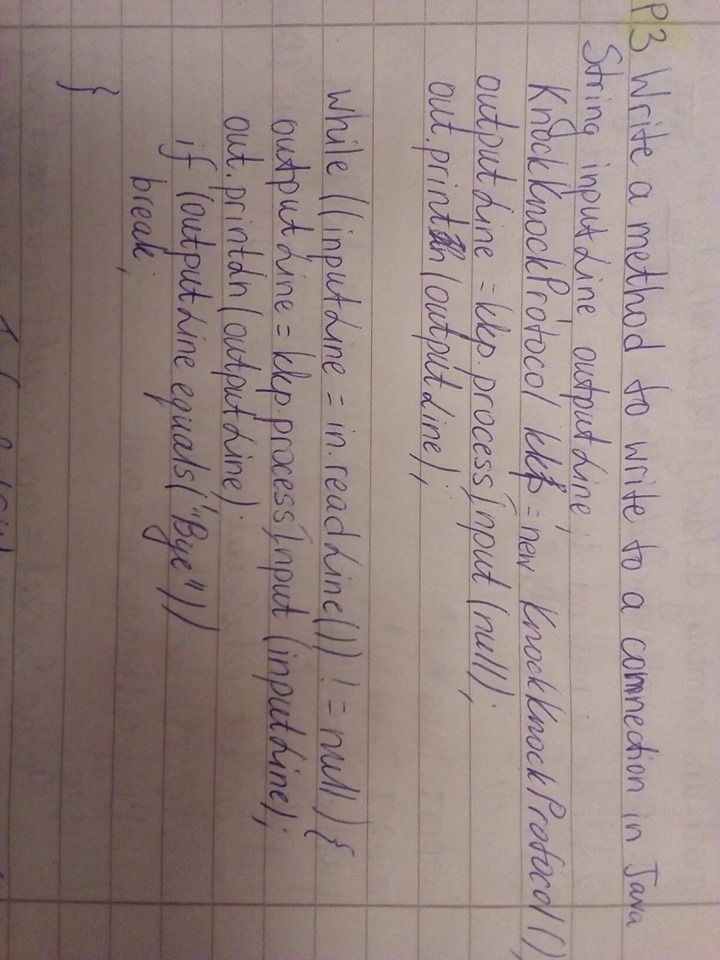 P3 Write a method to write to a connection in Java
String inputLine, outputLine;
KnockKnockProtocol kkp = new KnockKnockProtocol();
outputLine = kkp.processInput (null);
out.println (outputLine);
while ((inputLine = in.readLine()) != null) {
outputLine = kkp.processInput (inputLine);
out.println (outputLine);
if (outputLine equals("Bye"))
break;
}